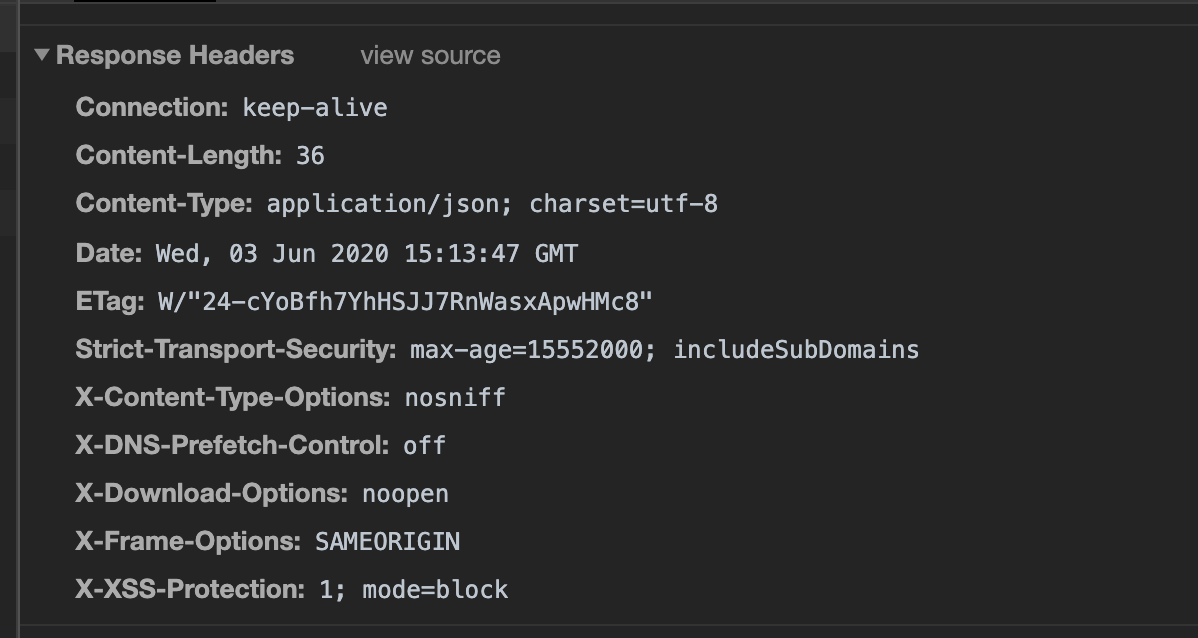 Response Headers view source
Connection: keep-alive
Content-Length: 36
Content-Type: application/json; charset=utf-8
Date: Wed, 03 Jun 2020 15:13:47 GMT
ETag: W/"24-cYoBfh7YhHSJJ7RnWasxApwHMc8"
Strict-Transport-Security: max-age=15552000; includeSubDomains
X-Content-Type-Options: nosniff
X-DNS-Prefetch-Control: off
X-Download-Options: noopen
X-Frame-Options: SAMEORIGIN
X-XSS-Protection: 1; mode=block